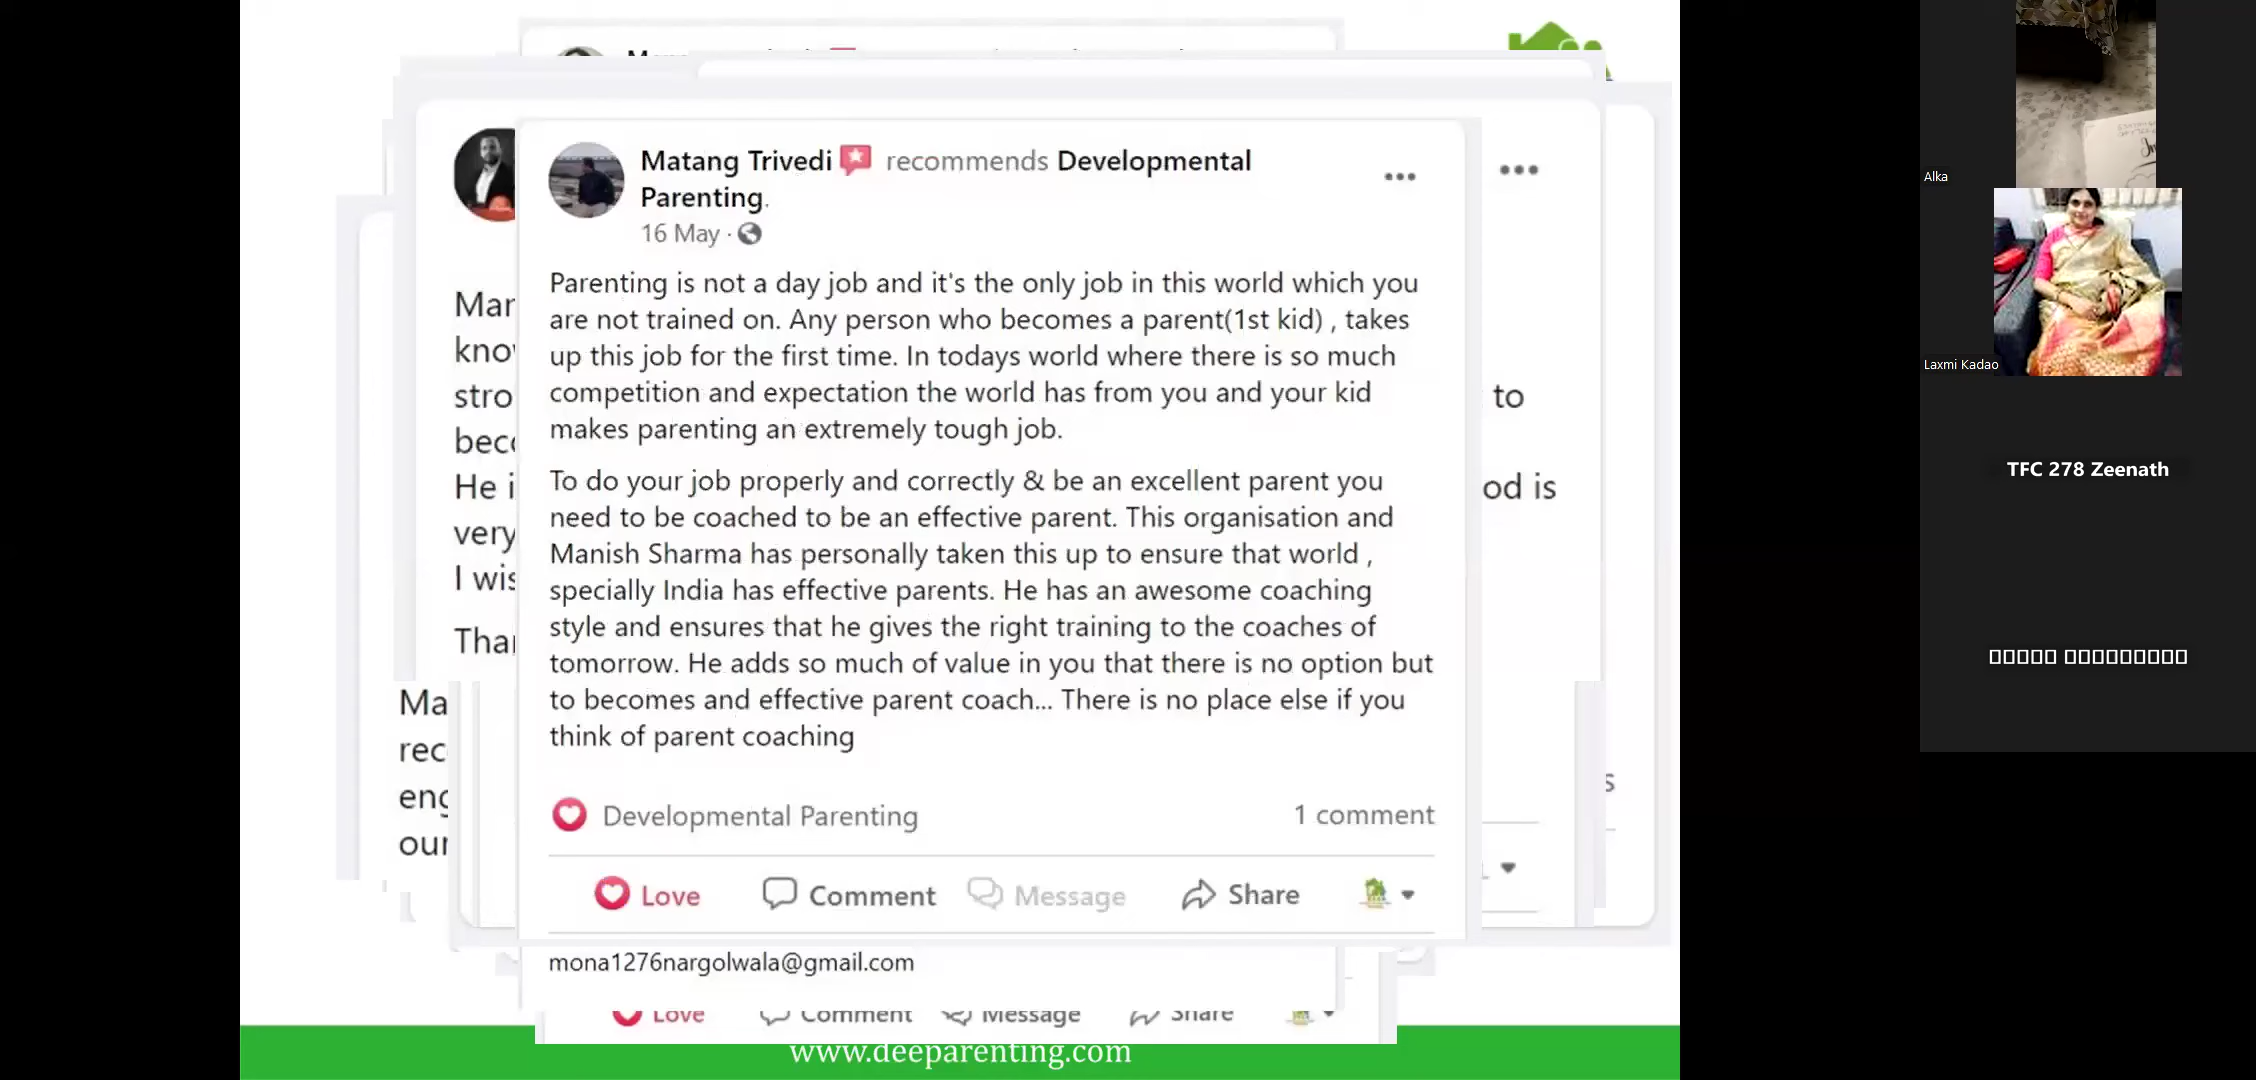 Matang Trivedi recommends Developmental
Parenting.
16 May ·
Parenting is not a day job and it's the only job in this world which you
are not trained on. Any person who becomes a parent(1st kid) , takes
up this job for the first time. In todays world where there is so much
competition and expectation the world has from you and your kid
makes parenting an extremely tough job.
To do your job properly and correctly & be an excellent parent you
need to be coached to be an effective parent. This organisation and
Manish Sharma has personally taken this up to ensure that world ,
specially India has effective parents. He has an awesome coaching
style and ensures that he gives the right training to the coaches of
tomorrow. He adds so much of value in you that there is no option but
to becomes and effective parent coach... There is no place else if you
think of parent coaching
Developmental Parenting 1 comment
Love Comment Message Share
to
He
very
mona1276nargolwala@gmail.com
Love Comment Message Share
www.deeparenting.com
Alka
Laxmi Kadao
TFC 278 Zeenath